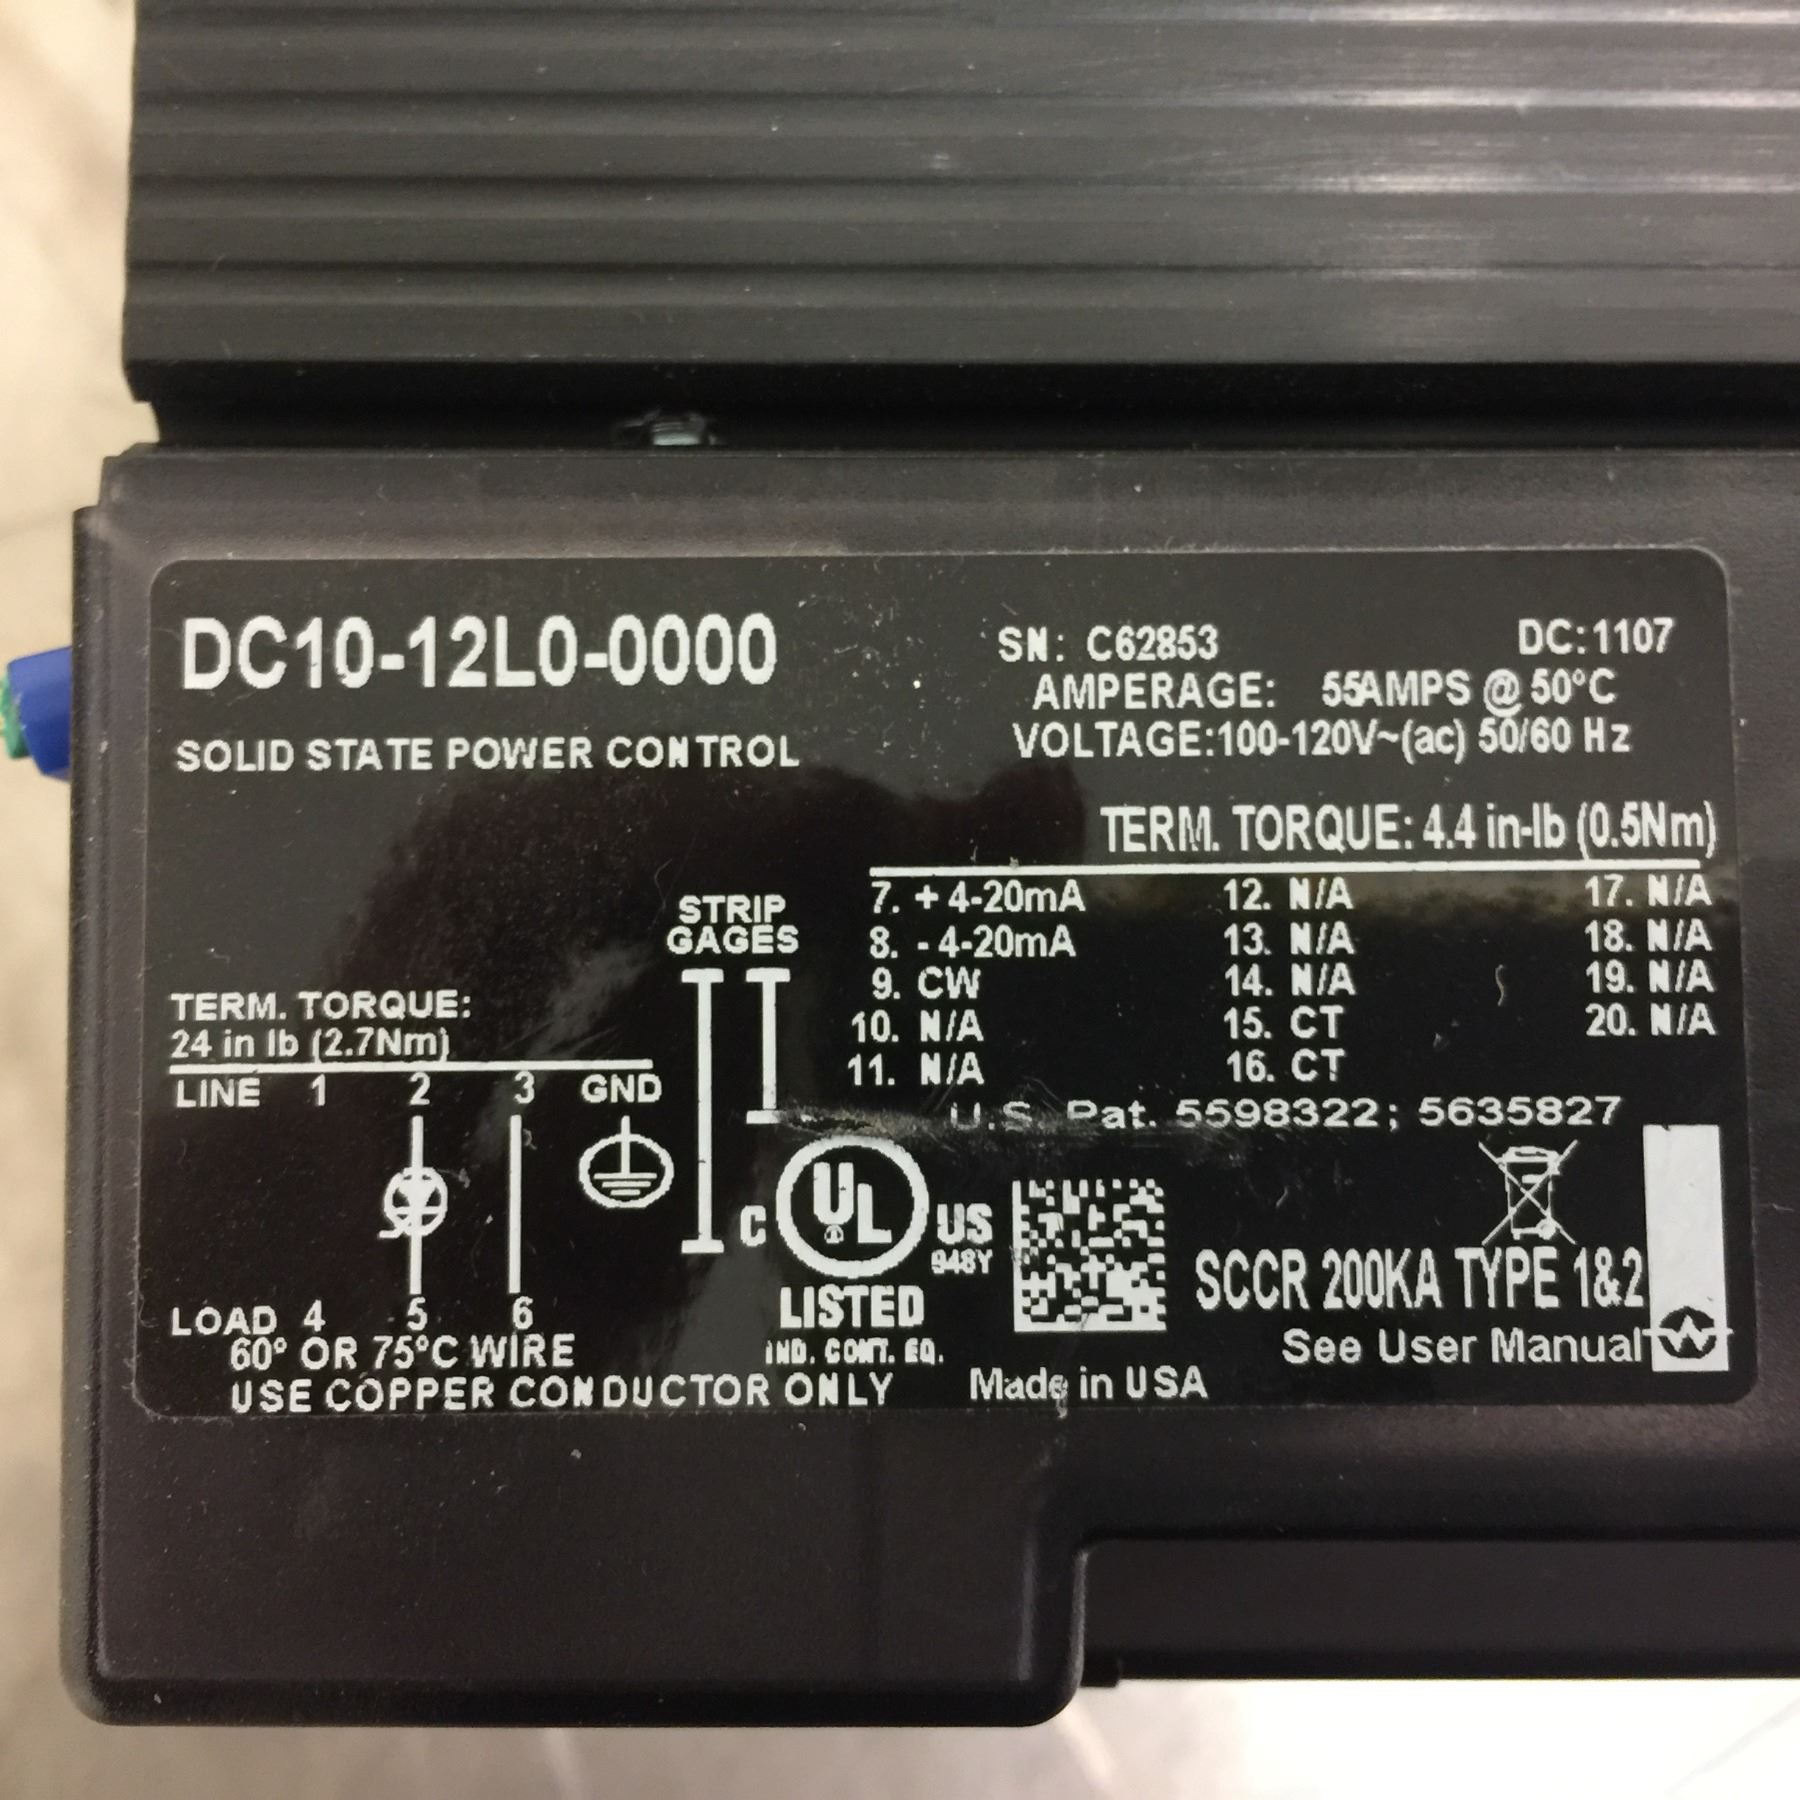 DC10-12L0-0000
SN: C62853 DC:1107
AMPERAGE: 55AMPS @ 50°C
VOLTAGE:100-120V~(ac) 50/60 Hz
SOLID STATE POWER CONTROL
TERM. TORQUE: 4.4 in-lb (0.5Nm)
7. + 4-20mA 12. N/A 17. N/A
8. - 4-20mA 13. N/A 18. N/A
9. CW 14. N/A 19. N/A
10. N/A 15. CT 20. N/A
11. N/A 16. CT
STRIP
GAGES
TERM. TORQUE:
24 in lb (2.7Nm)
LINE 1 2 3 GND
LOAD 4 5 6
60° OR 75°C WIRE
USE COPPER CONDUCTOR ONLY
U.S. Pat. 5598322; 5635827
C UL US
948Y
LISTED
IND. CONT. EQ.
SCCR 200KA TYPE 1&2
See User Manual
W
Made in USA